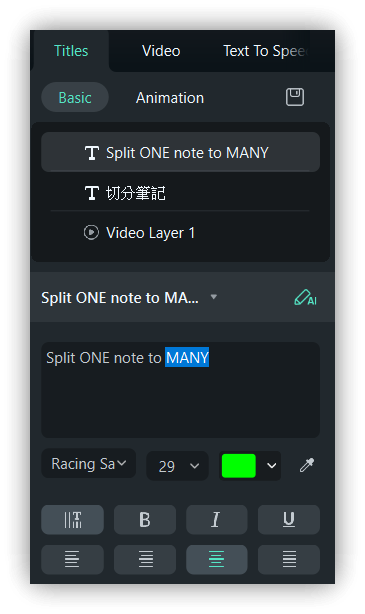 Titles Video Text To Spee
Basic Animation
T Split ONE note to MANY
T 切分筆記
Video Layer 1
Split ONE note to MA... AI
Split ONE note to MANY
Racing Sa 29
T B I U